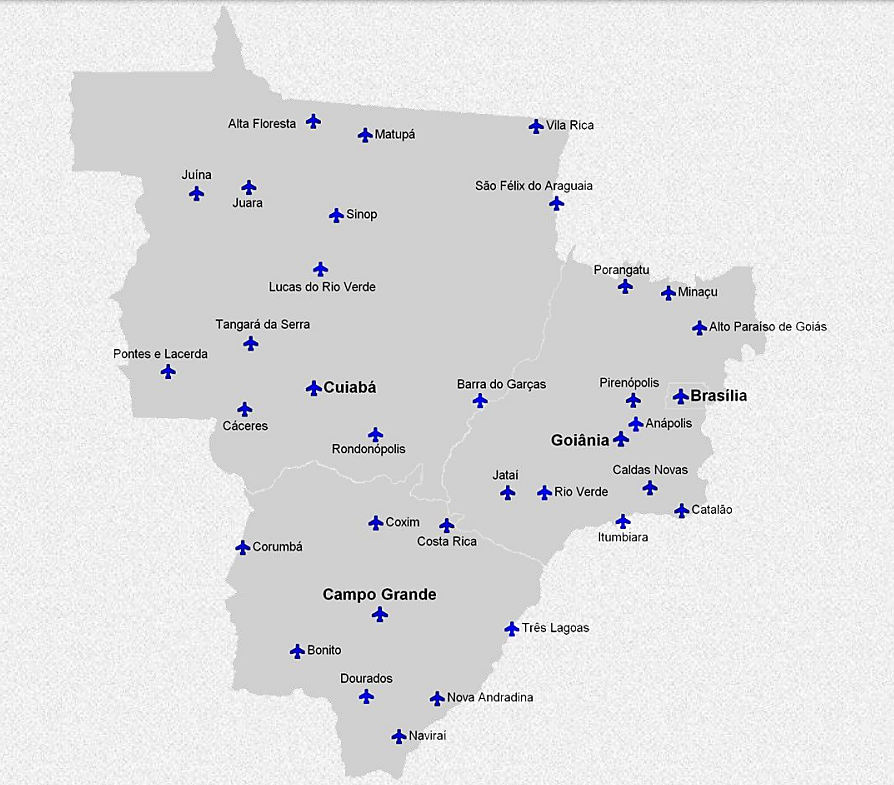 Alta Floresta
Matupá
Vila Rica
Juína
Juara
São Félix do Araguaia
Sinop
Lucas do Rio Verde
Porangatu
Minaçu
Tangará da Serra
Alto Paraíso de Goiás
Pontes e Lacerda
Cuiabá
Barra do Garças
Pirenópolis
Brasília
Cáceres
Anápolis
Rondonópolis
Goiânia
Caldas Novas
Jataí
Rio Verde
Catalão
Coxim
Costa Rica
Itumbiara
Corumbá
Campo Grande
Três Lagoas
Bonito
Dourados
Nova Andradina
Naviraí